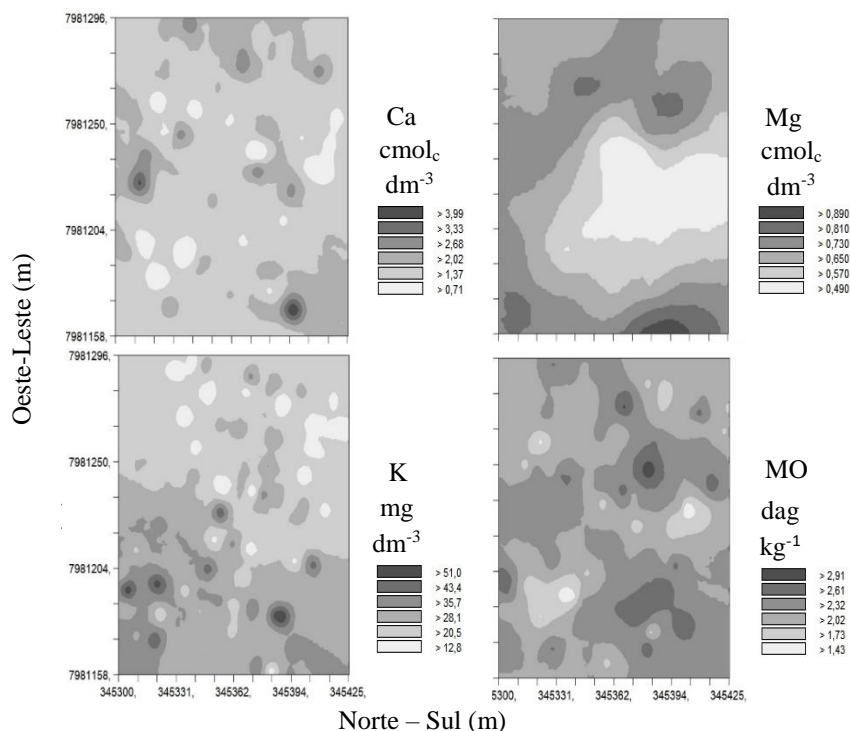 7981296,
7981250,
7981204,
7981158,
Ca
cmolc
dm-3
> 3,99
> 3,33
> 2,68
> 2,02
> 1,37
> 0,71
Mg
cmolc
dm-3
> 0,890
> 0,810
> 0,730
> 0,650
> 0,570
> 0,490
Oeste-Leste (m)
7981296,
7981250,
7981204,
7981158,
345300, 345331, 345362, 345394, 345425,
K
mg
dm-3
> 51,0
> 43,4
> 35,7
> 28,1
> 20,5
> 12,8
5300, 345331, 345362, 345394, 345425,
MO
dag
kg-1
> 2,91
> 2,61
> 2,32
> 2,02
> 1,73
> 1,43
Norte – Sul (m)